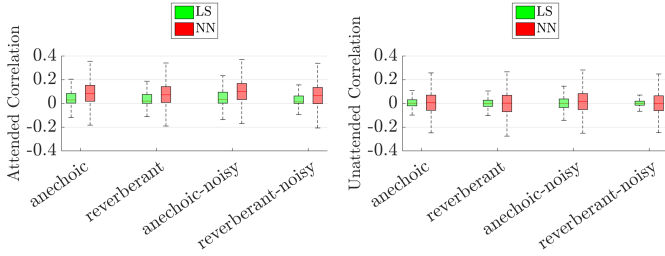 LS
NN
Attended Correlation
0.4
0.2
0
-0.2
-0.4
anechoic
reverberant
anechoic-noisy
reverberant-noisy
LS
NN
Unattended Correlation
0.4
0.2
0
-0.2
-0.4
anechoic
reverberant
anechoic-noisy
reverberant-noisy